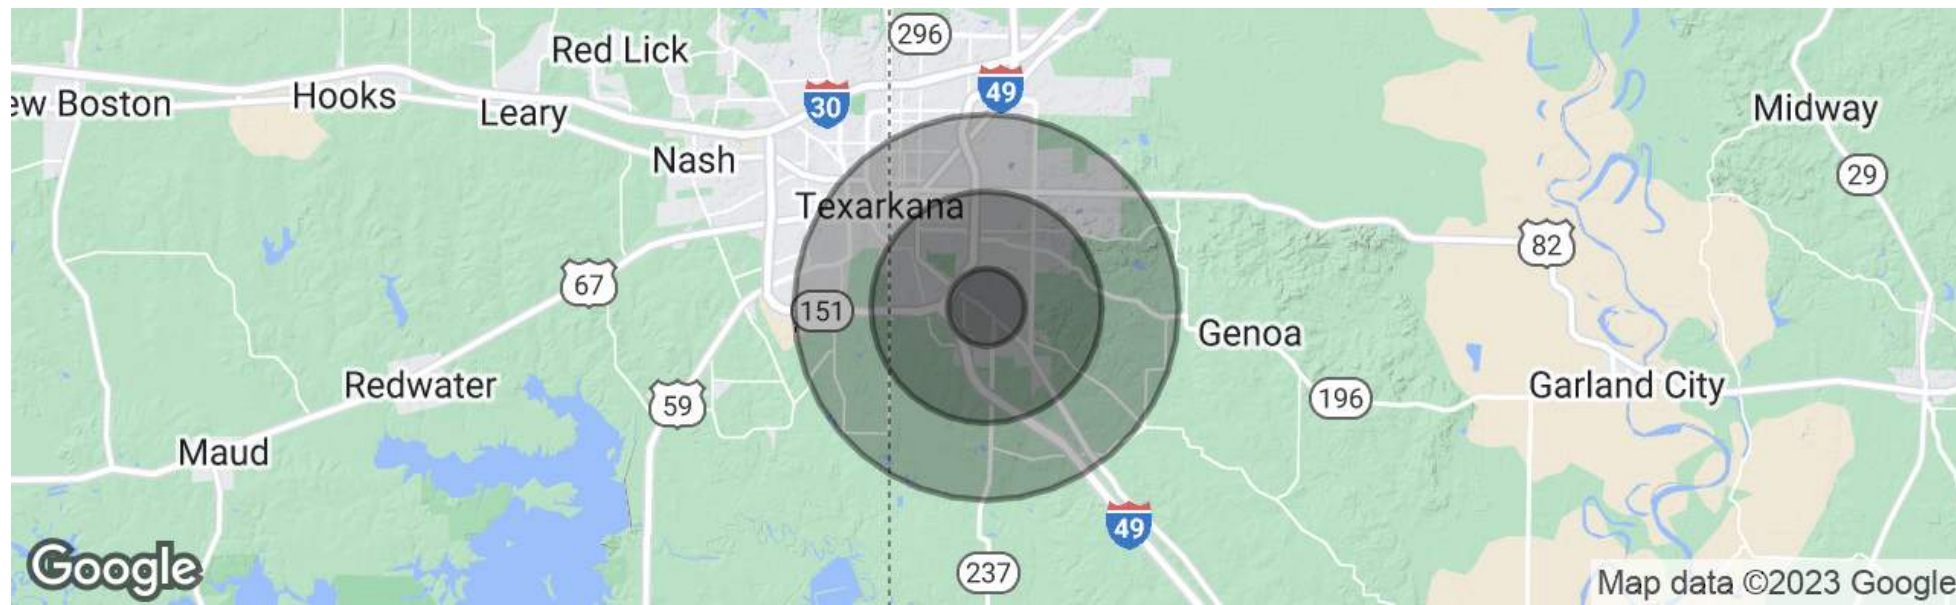 296
Red Lick
30
49
ew Boston
Hooks
Leary
Midway
Nash
29
Texarkana
82
67
151
Genoa
Redwater
59
196
Garland City
Maud
49
237
Google
Map data ©2023 Google